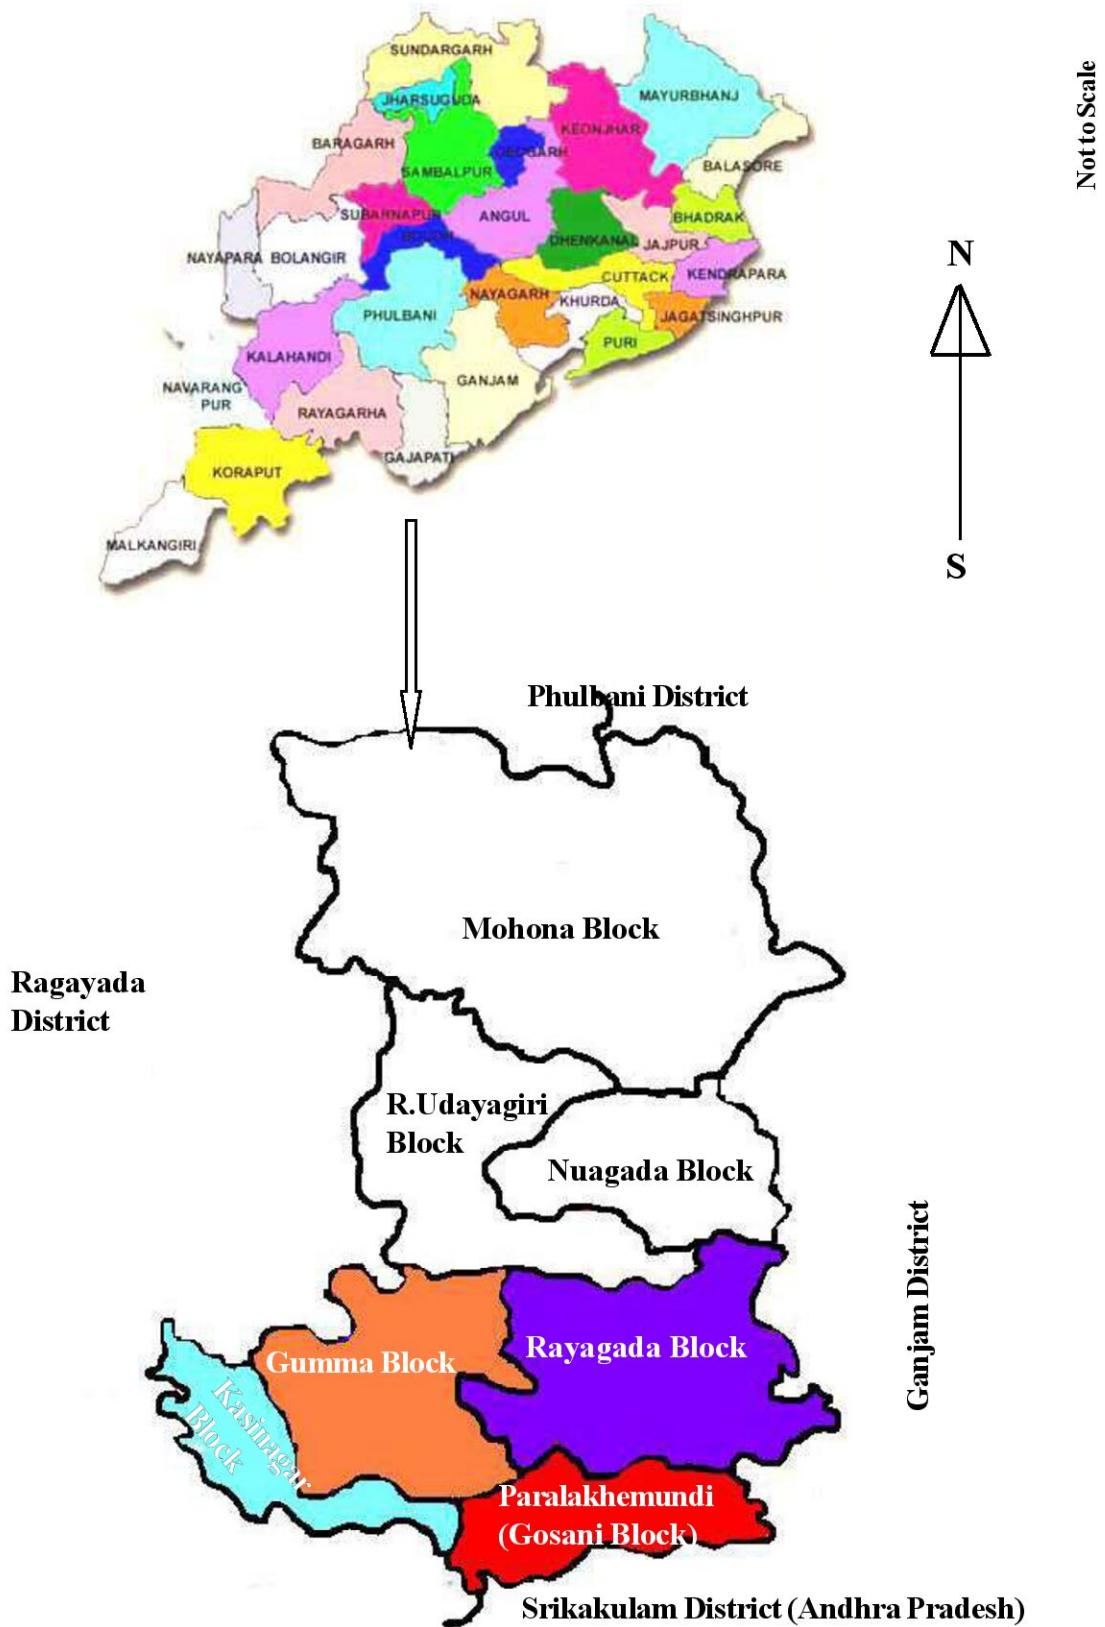 SUNDARGARH
Not to Scale
JHARSUGUDA
MAYURBHANJ
KEONJHAR
BARAGARH
DEOGARH
SAMBALPUR
BALASORE
SUBARNAPUR
ANGUL
BHADRAK
BOUDH
DHENKANAL
JAJPUR
NAYAPARA
BOLANGIR
CUTTACK
KENDRAPARA
N
NAYAGARH
KHURDA
PHULBANI
JAGATSINGHPUR
PURI
KALAHANDI
GANJAM
NAVARANG
PUR
RAYAGARHA
GAJAPATI
KORAPUT
MALKANGIRI
S
Phulbani District
Mohona Block
Ragayada
District
R.Udayagiri
Block
Nuagada Block
Ganjam District
Rayagada Block
Gumma Block
Kasinagar
Block
Paralakhemundi
(Gosani Block)
Srikakulam District (Andhra Pradesh)